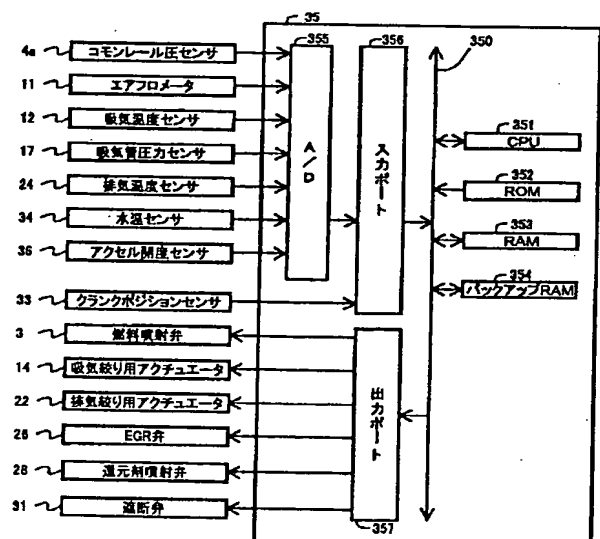 35
4a コモンレール圧センサ
11 エアフロメータ
12 吸気温度センサ
17 吸気管圧力センサ
24 排気温度センサ
34 水温センサ
36 アクセル開度センサ
33 クランクポジションセンサ
3 燃料噴射弁
14 吸気絞り用アクチュエータ
22 排気絞り用アクチュエータ
26 EGR弁
28 還元剤噴射弁
31 遮断弁
355
A/D
356
入力ポート
出力ポート
357
350
351
CPU
352
ROM
353
RAM
354
バックアップRAM